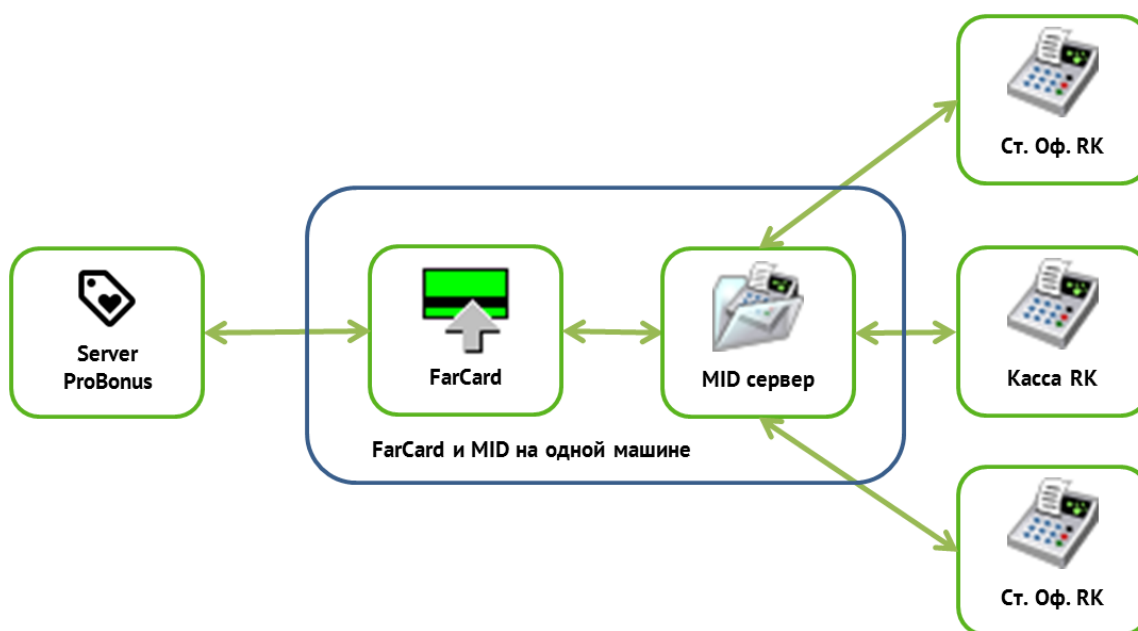 Ст. Оф. RK
Server
ProBonus
FarCard
MID сервер
Касса RK
FarCard и MID на одной машине
Ст. Оф. RK